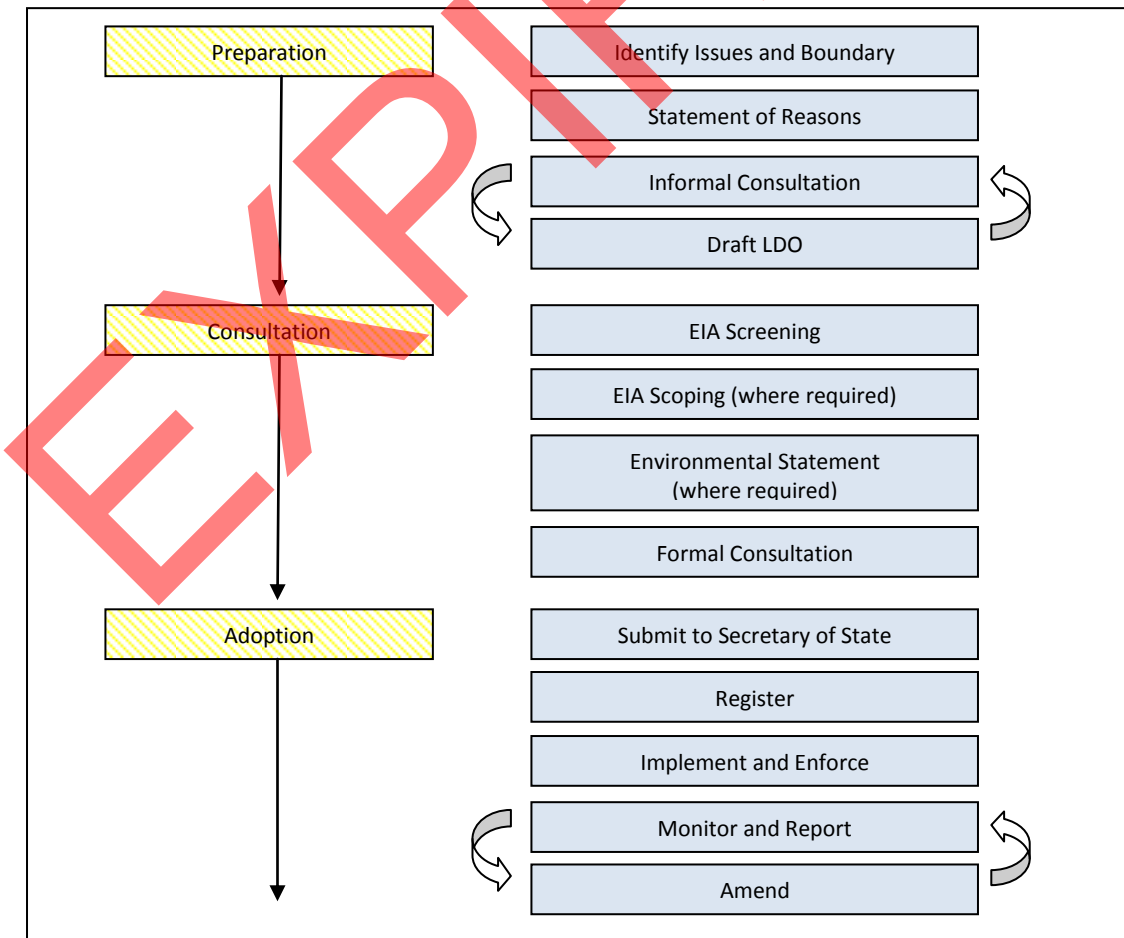 Preparation
Identify Issues and Boundary
Statement of Reasons
Informal Consultation
Draft LDO
Consultation
EIA Screening
EIA Scoping (where required)
Environmental Statement
(where required)
Formal Consultation
Adoption
Submit to Secretary of State
Register
Implement and Enforce
Monitor and Report
Amend